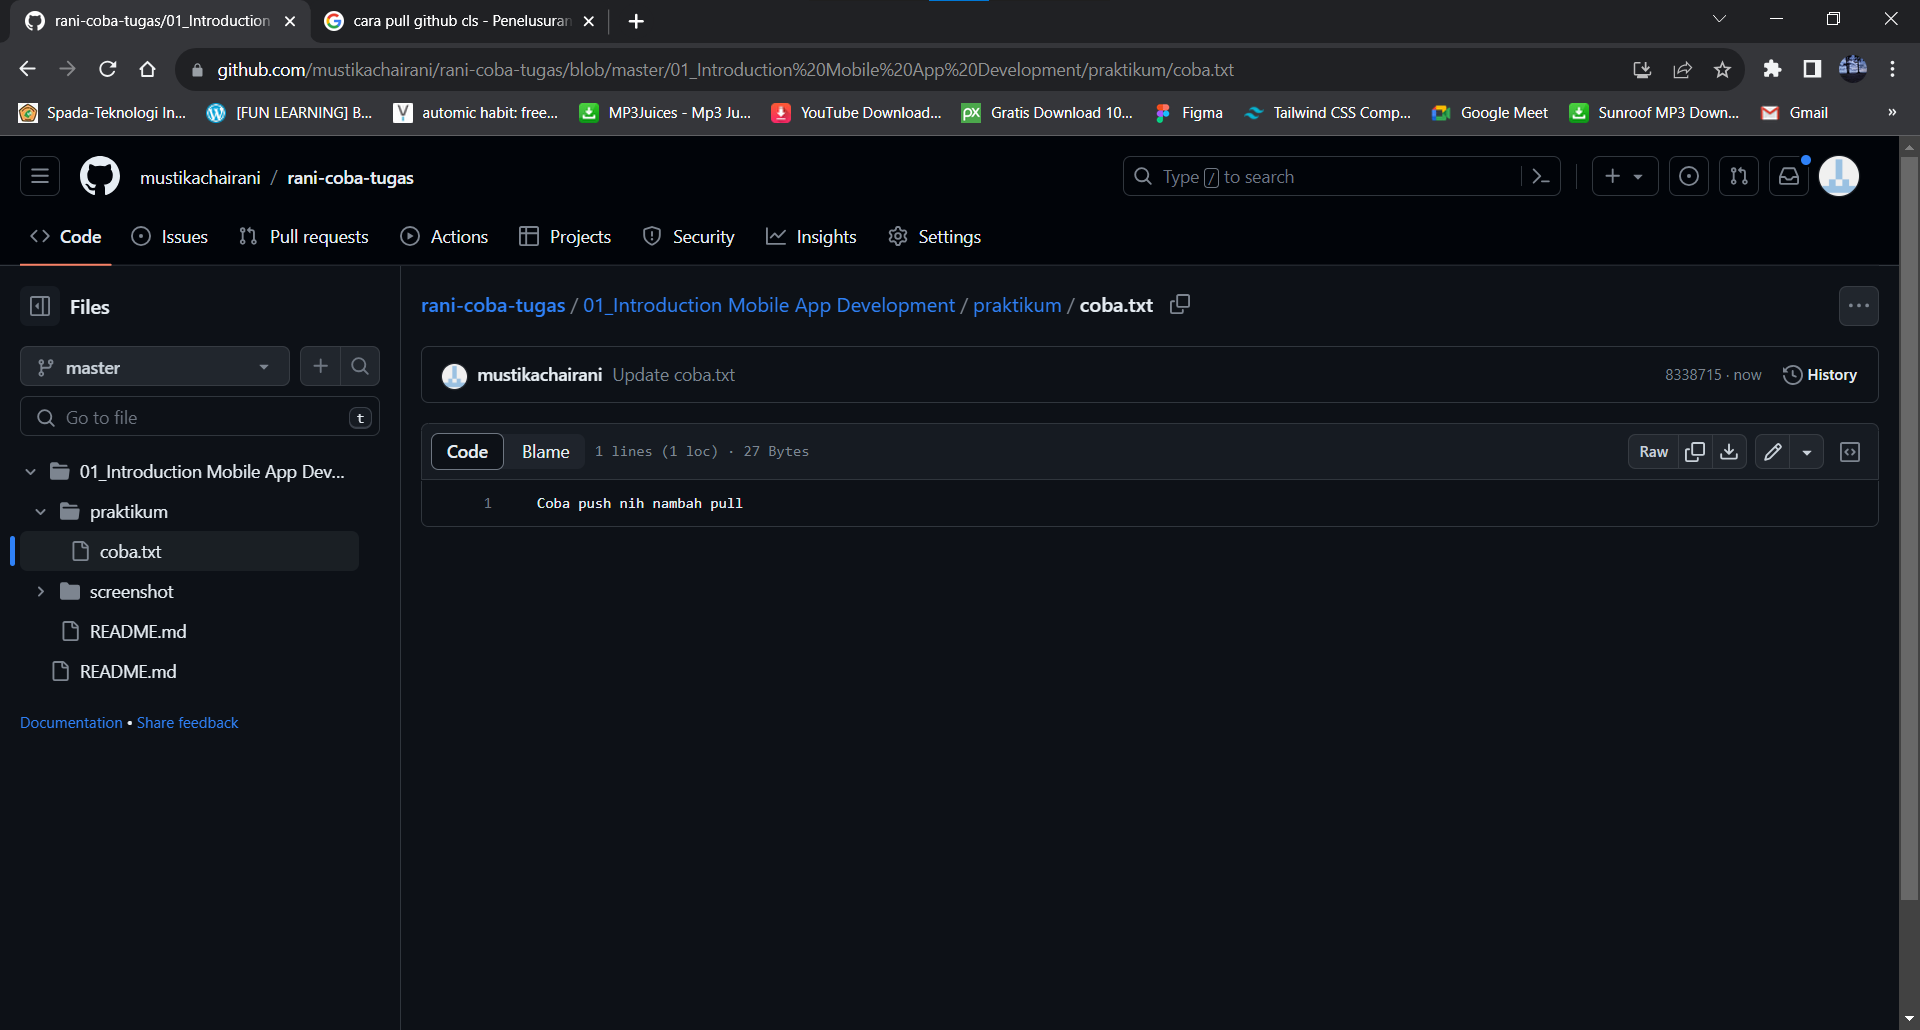 rani-coba-tugas/01_Introduction
cara pull github cls - Penelusuran
github.com/mustikachairani/rani-coba-tugas/blob/master/01_Introduction%20Mobile%20App%20Development/praktikum/coba.txt
Spada-Teknologi In...
[FUN LEARNING] B...
automic habit: free...
MP3Juices - Mp3 Ju...
YouTube Download...
Gratis Download 10...
Figma
Tailwind CSS Comp...
Google Meet
Sunroof MP3 Down...
Gmail
»
mustikachairani / rani-coba-tugas
Type / to search
Code
Issues
Pull requests
Actions
Projects
Security
Insights
Settings
Files
master
Go to file
t
01_Introduction Mobile App Dev...
praktikum
coba.txt
screenshot
README.md
README.md
Documentation • Share feedback
rani-coba-tugas / 01_Introduction Mobile App Development / praktikum / coba.txt
mustikachairani Update coba.txt
8338715 · now
History
Code
Blame
1 lines (1 loc) · 27 Bytes
Raw
1 Coba push nih nambah pull